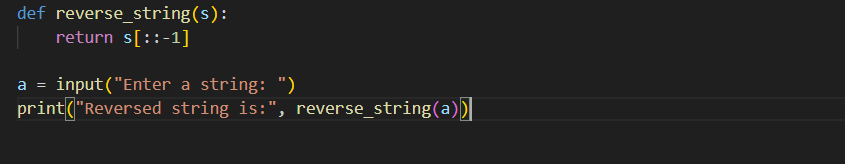 def reverse_string(s):
    return s[::-1]
a = input("Enter a string: ")
print("Reversed string is:", reverse_string(a))